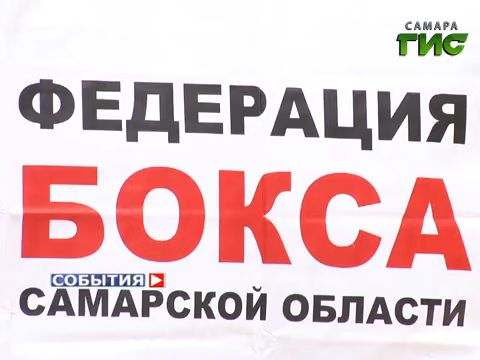 САМАРА
ГИС
ФЕДЕРАЦИЯ
БОКСА
СОБЫТИЯ
САМАРСКОЙ ОБЛАСТИ